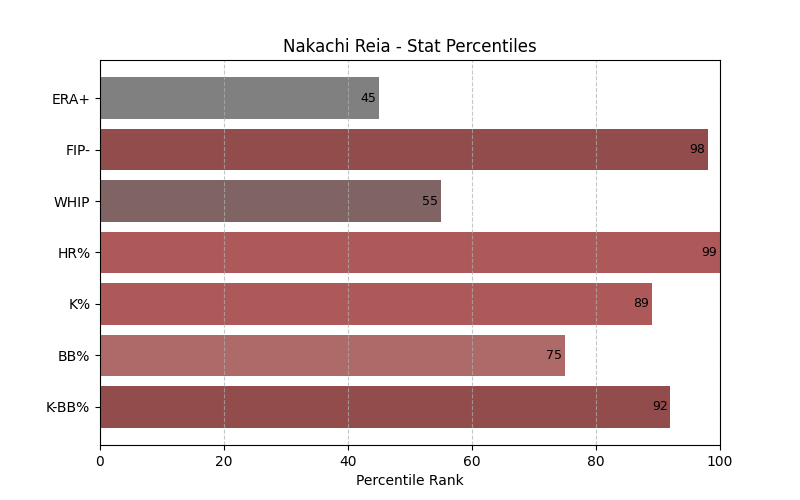 Nakachi Reia - Stat Percentiles
ERA+ 45
FIP- 98
WHIP 55
HR% 99
K% 89
BB% 75
K-BB% 92
0 20 40 60 80 100
Percentile Rank